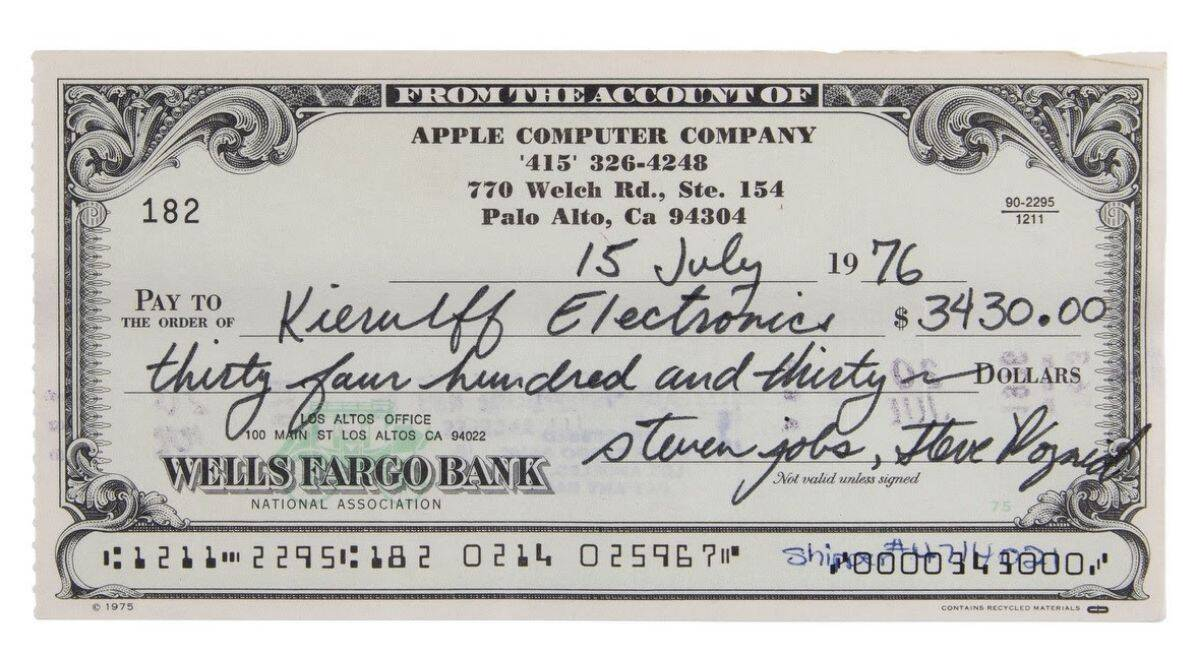 FROM THE ACCOUNT OF
APPLE COMPUTER COMPANY
'415' 326-4248
770 Welch Rd., Ste. 154
Palo Alto, Ca 94304
182
90-2295
1211
15 July 1976
PAY TO
THE ORDER OF Kierulff Electronics $ 3430.00
thirty four hundred and thirty DOLLARS
LOS ALTOS OFFICE
100 MAIN ST LOS ALTOS CA 94022
steven jobs, Steve Wozniak
WELLS FARGO BANK
Not valid unless signed
NATIONAL ASSOCIATION
75
⑆1211⑉2295⑆182 0214 025967⑈ ⑈0000343000⑈
© 1975
CONTAINS RECYCLED MATERIALS